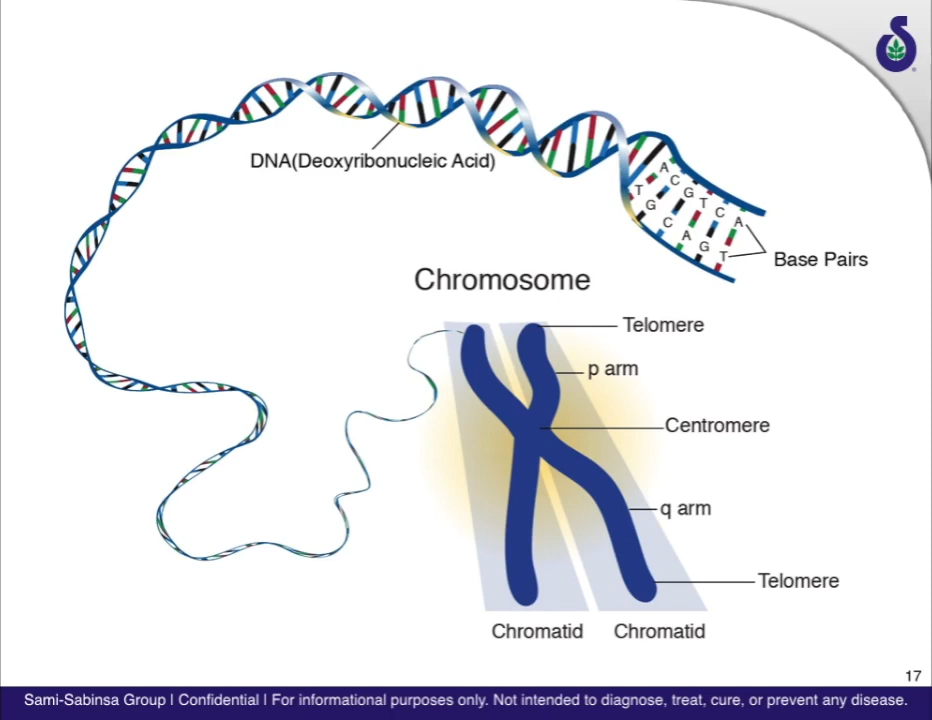 DNA(Deoxyribonucleic Acid)
A
C
G
T
C
A
T
G
C
A
G
T
Base Pairs
Chromosome
Telomere
p arm
Centromere
q arm
Telomere
Chromatid Chromatid
17
Sami-Sabinsa Group | Confidential | For informational purposes only. Not intended to diagnose, treat, cure, or prevent any disease.